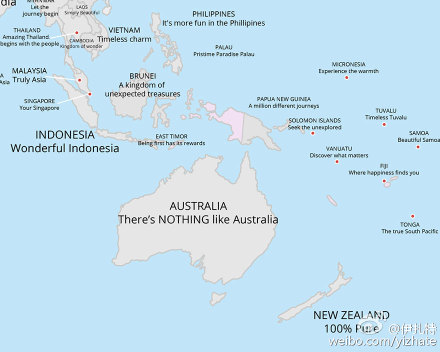 dia
MYANMAR
Let the
journey begin
LAOS
Simply Beautiful
THAILAND
Amazing Thailand
begins with the people
CAMBODIA
Kingdom of wonder
VIETNAM
Timeless charm
PHILIPPINES
It's more fun in the Phillipines
PALAU
Pristime Paradise Palau
MICRONESIA
Experience the warmth
MALAYSIA
Truly Asia
BRUNEI
A kingdom of
unexpected treasures
SINGAPORE
Your Singapore
PAPUA NEW GUINEA
A million different journeys
SOLOMON ISLANDS
Seek the unexplored
TUVALU
Timeless Tuvalu
INDONESIA
Wonderful Indonesia
EAST TIMOR
Being first has its rewards
VANUATU
Discover what matters
SAMOA
Beautiful Samoa
FIJI
Where happiness finds you
AUSTRALIA
There's NOTHING like Australia
TONGA
The true South Pacific
NEW ZEALAND
100% Pure
weibo.com/yizhate